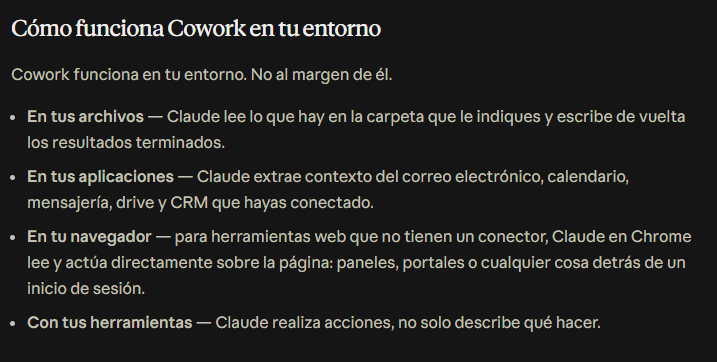 Cómo funciona Cowork en tu entorno
Cowork funciona en tu entorno. No al margen de él.
• En tus archivos — Claude lee lo que hay en la carpeta que le indiques y escribe de vuelta
los resultados terminados.
• En tus aplicaciones — Claude extrae contexto del correo electrónico, calendario,
mensajería, drive y CRM que hayas conectado.
• En tu navegador — para herramientas web que no tienen un conector, Claude en Chrome
lee y actúa directamente sobre la página: paneles, portales o cualquier cosa detrás de un
inicio de sesión.
• Con tus herramientas — Claude realiza acciones, no solo describe qué hacer.